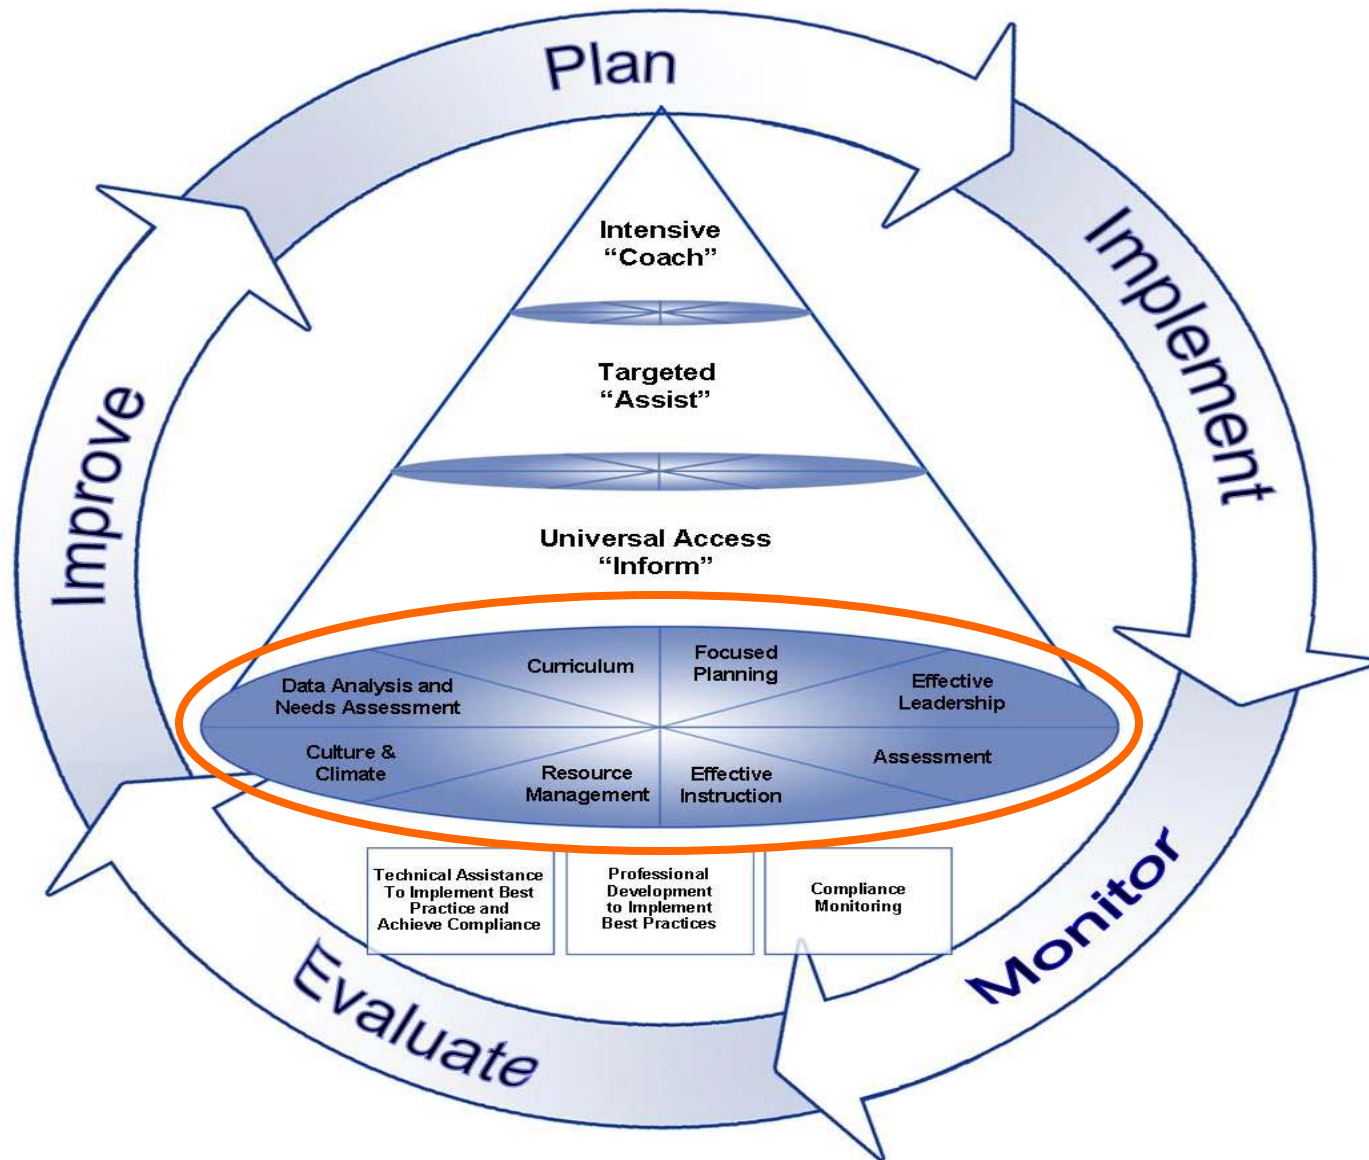 Plan
Implement
Monitor
Evaluate
Improve
Intensive
“Coach”
Targeted
“Assist”
Universal Access
“Inform”
Curriculum
Focused
Planning
Data Analysis and
Needs Assessment
Effective
Leadership
Culture &
Climate
Resource
Management
Effective
Instruction
Assessment
Technical Assistance
To Implement Best
Practice and
Achieve Compliance
Professional
Development
to Implement
Best Practices
Compliance
Monitoring